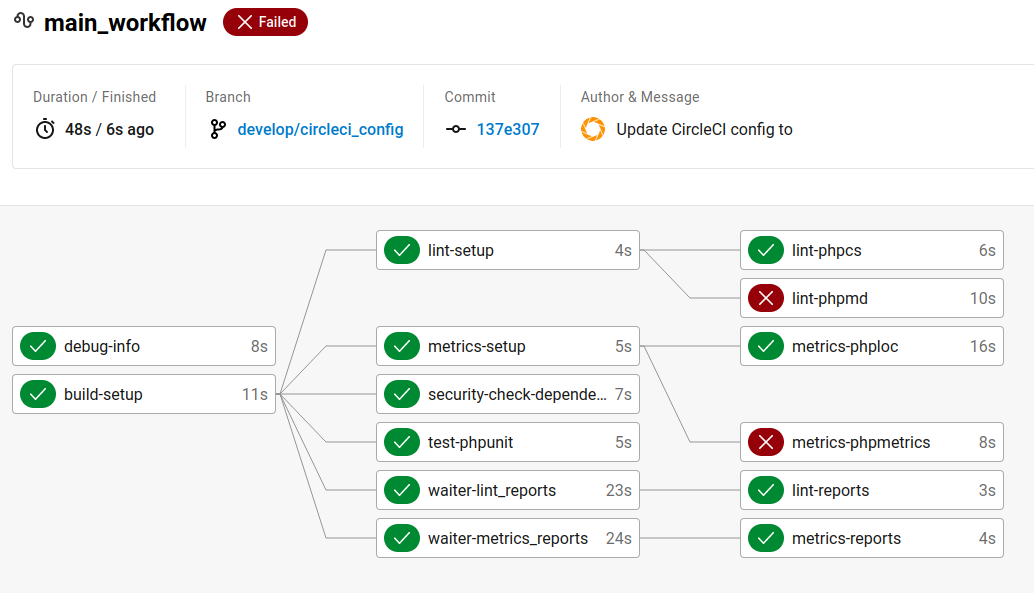 main_workflow Failed
Duration / Finished Branch Commit Author & Message
48s / 6s ago develop/circleci_config 137e307 Update CircleCI config to
lint-setup 4s lint-phpcs 6s
lint-phpmd 10s
debug-info 8s metrics-setup 5s metrics-phploc 16s
build-setup 11s security-check-depende... 7s
test-phpunit 5s metrics-phpmetrics 8s
waiter-lint_reports 23s lint-reports 3s
waiter-metrics_reports 24s metrics-reports 4s